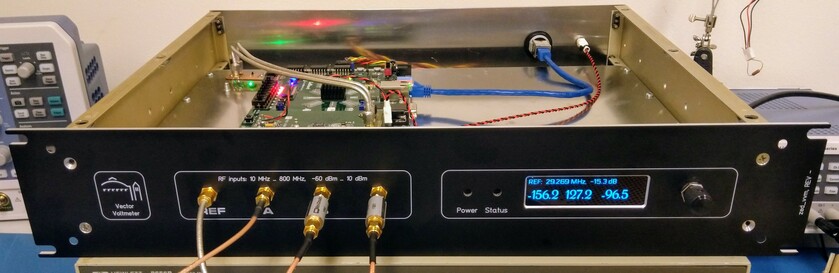 RF inputs: 10 MHz .. 800 MHz, -60 dBm .. 10 dBm
Vector
Voltmeter
REF
A
Power
Status
REF: 29.269 MHz, -15.3 dB
-156.2 127.2 -96.5